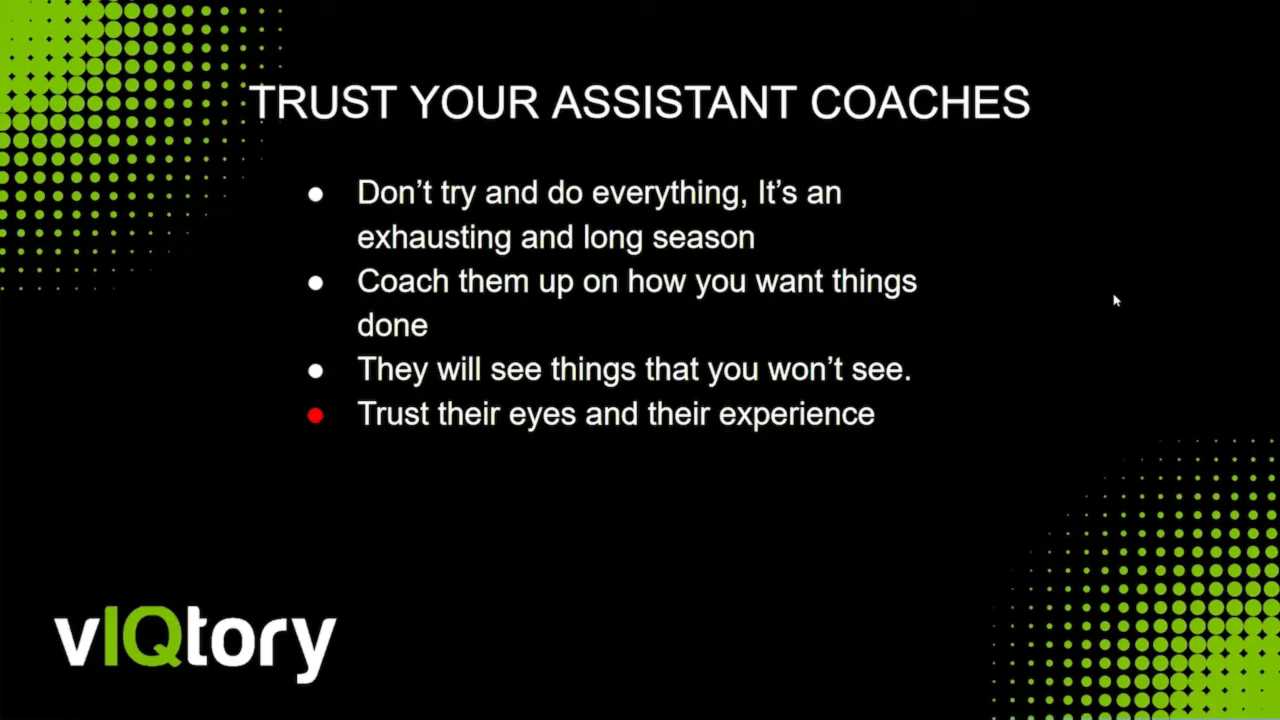 TRUST YOUR ASSISTANT COACHES
● Don’t try and do everything, It’s an
exhausting and long season
● Coach them up on how you want things
done
● They will see things that you won’t see.
● Trust their eyes and their experience
vIQtory